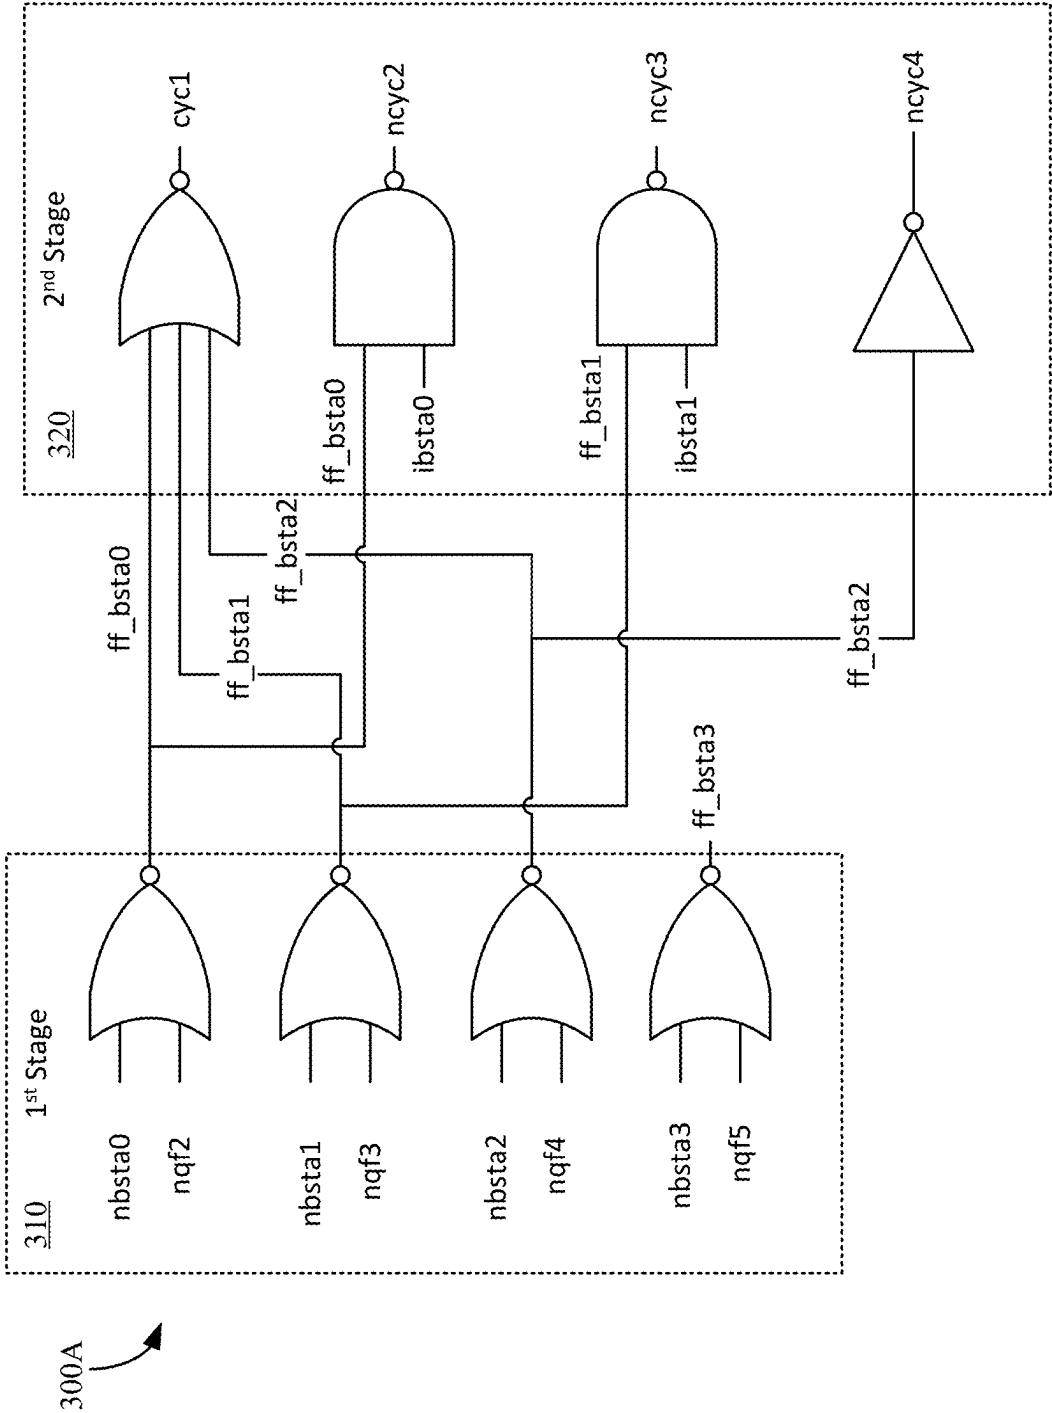 300A
310
1st Stage
nbsta0
nqf2
nbsta1
nqf3
nbsta2
nqf4
nbsta3
nqf5
ff_bsta0
ff_bsta1
ff_bsta2
ff_bsta3
ff_bsta2
320
2nd Stage
ff_bsta0
ibsta0
ff_bsta1
ibsta1
cyc1
ncyc2
ncyc3
ncyc4